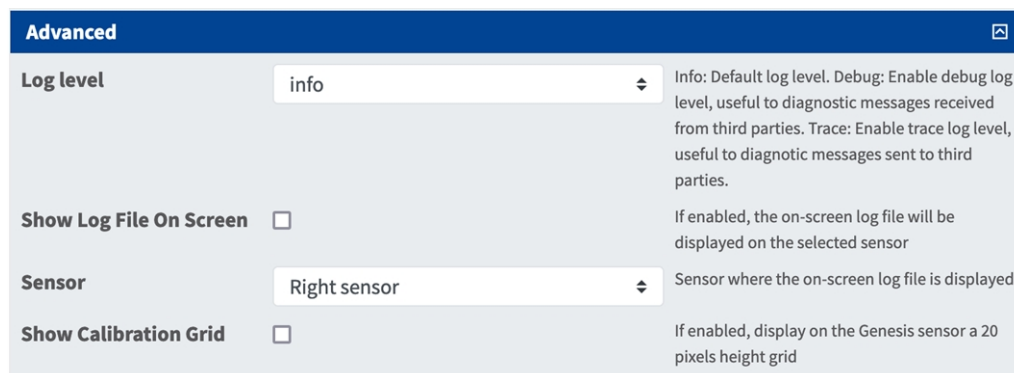 Advanced
Log level
info
Info: Default log level. Debug: Enable debug log
level, useful to diagnostic messages received
from third parties. Trace: Enable trace log level,
useful to diagnotic messages sent to third
parties.
Show Log File On Screen
If enabled, the on-screen log file will be
displayed on the selected sensor
Sensor
Right sensor
Sensor where the on-screen log file is displayed
Show Calibration Grid
If enabled, display on the Genesis sensor a 20
pixels height grid